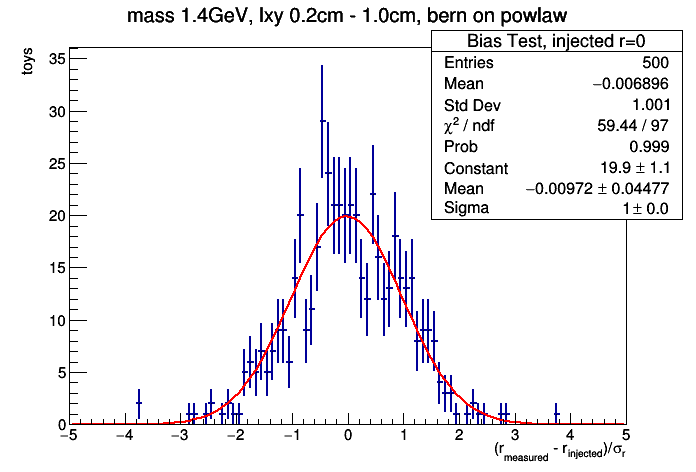 mass 1.4GeV, lxy 0.2cm - 1.0cm, bern on powlaw
toys
Bias Test, injected r=0
Entries 500
Mean −0.006896
Std Dev 1.001
χ² / ndf 59.44 / 97
Prob 0.999
Constant 19.9 ± 1.1
Mean −0.00972 ± 0.04477
Sigma 1 ± 0.0
35
30
25
20
15
10
5
0
−5 −4 −3 −2 −1 0 1 2 3 4 5
(r_measured - r_injected)/σ_r